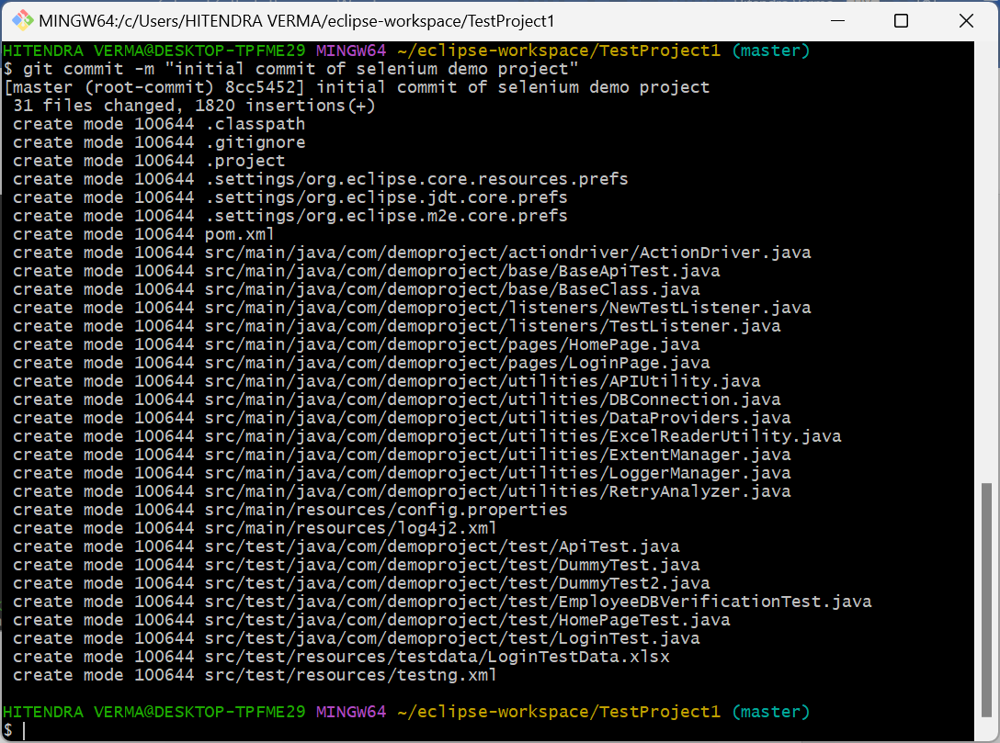 MINGW64:/c/Users/HITENDRA VERMA/eclipse-workspace/TestProject1
HITENDRA VERMA@DESKTOP-TPFME29 MINGW64 ~/eclipse-workspace/TestProject1 (master)
$ git commit -m "initial commit of selenium demo project"
[master (root-commit) 8cc5452] initial commit of selenium demo project
 31 files changed, 1820 insertions(+)
 create mode 100644 .classpath
 create mode 100644 .gitignore
 create mode 100644 .project
 create mode 100644 .settings/org.eclipse.core.resources.prefs
 create mode 100644 .settings/org.eclipse.jdt.core.prefs
 create mode 100644 .settings/org.eclipse.m2e.core.prefs
 create mode 100644 pom.xml
 create mode 100644 src/main/java/com/demoproject/actiondriver/ActionDriver.java
 create mode 100644 src/main/java/com/demoproject/base/BaseApiTest.java
 create mode 100644 src/main/java/com/demoproject/base/BaseClass.java
 create mode 100644 src/main/java/com/demoproject/listeners/NewTestListener.java
 create mode 100644 src/main/java/com/demoproject/listeners/TestListener.java
 create mode 100644 src/main/java/com/demoproject/pages/HomePage.java
 create mode 100644 src/main/java/com/demoproject/pages/LoginPage.java
 create mode 100644 src/main/java/com/demoproject/utilities/APIUtility.java
 create mode 100644 src/main/java/com/demoproject/utilities/DBConnection.java
 create mode 100644 src/main/java/com/demoproject/utilities/DataProviders.java
 create mode 100644 src/main/java/com/demoproject/utilities/ExcelReaderUtility.java
 create mode 100644 src/main/java/com/demoproject/utilities/ExtentManager.java
 create mode 100644 src/main/java/com/demoproject/utilities/LoggerManager.java
 create mode 100644 src/main/java/com/demoproject/utilities/RetryAnalyzer.java
 create mode 100644 src/main/resources/config.properties
 create mode 100644 src/main/resources/log4j2.xml
 create mode 100644 src/test/java/com/demoproject/test/ApiTest.java
 create mode 100644 src/test/java/com/demoproject/test/DummyTest.java
 create mode 100644 src/test/java/com/demoproject/test/DummyTest2.java
 create mode 100644 src/test/java/com/demoproject/test/EmployeeDBVerificationTest.java
 create mode 100644 src/test/java/com/demoproject/test/HomePageTest.java
 create mode 100644 src/test/java/com/demoproject/test/LoginTest.java
 create mode 100644 src/test/resources/testdata/LoginTestData.xlsx
 create mode 100644 src/test/resources/testng.xml
HITENDRA VERMA@DESKTOP-TPFME29 MINGW64 ~/eclipse-workspace/TestProject1 (master)
$